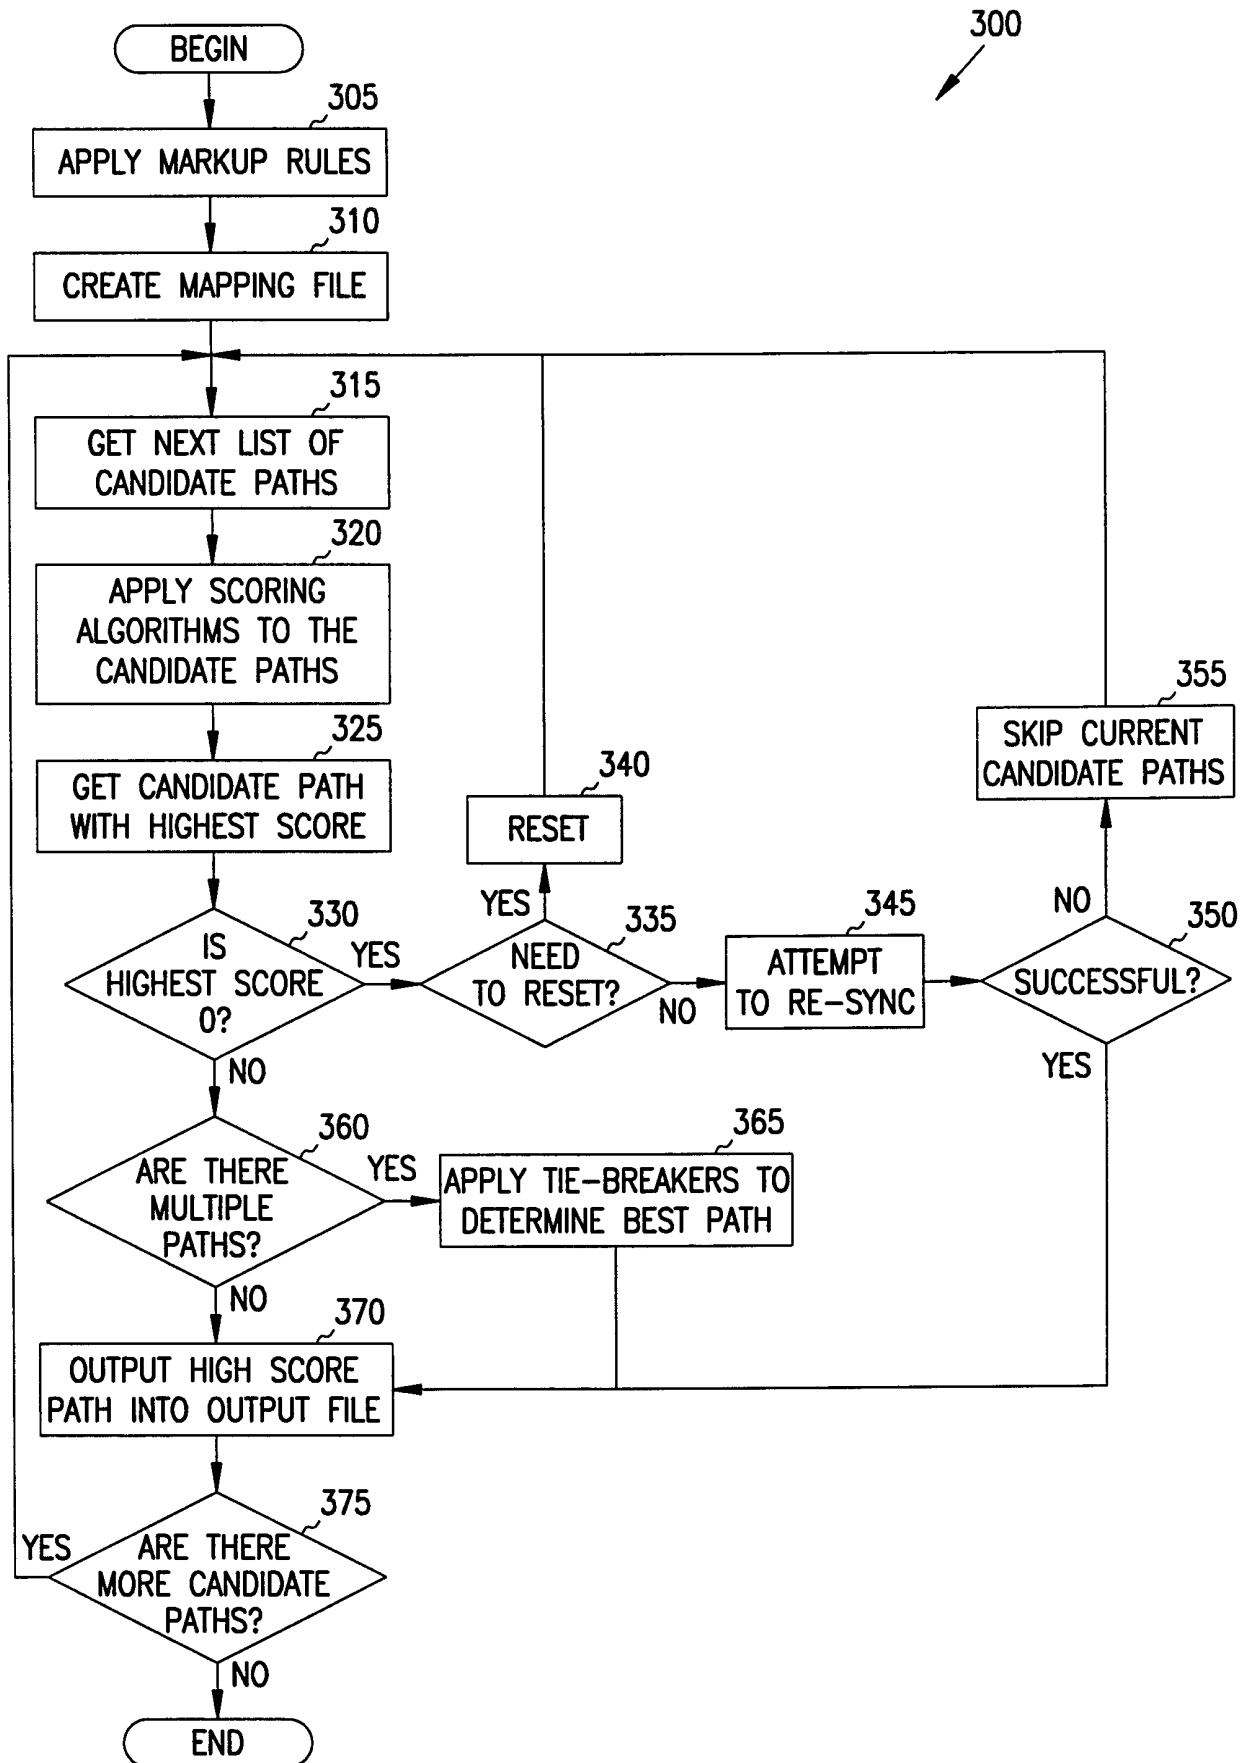 300
BEGIN
305
APPLY MARKUP RULES
310
CREATE MAPPING FILE
315
GET NEXT LIST OF
CANDIDATE PATHS
320
APPLY SCORING
ALGORITHMS TO THE
CANDIDATE PATHS
325
GET CANDIDATE PATH
WITH HIGHEST SCORE
330
IS
HIGHEST SCORE
0?
YES
NO
335
NEED
TO RESET?
YES
NO
340
RESET
345
ATTEMPT
TO RE-SYNC
350
SUCCESSFUL?
NO
YES
355
SKIP CURRENT
CANDIDATE PATHS
360
ARE THERE
MULTIPLE
PATHS?
YES
NO
365
APPLY TIE-BREAKERS TO
DETERMINE BEST PATH
370
OUTPUT HIGH SCORE
PATH INTO OUTPUT FILE
375
ARE THERE
MORE CANDIDATE
PATHS?
YES
NO
END